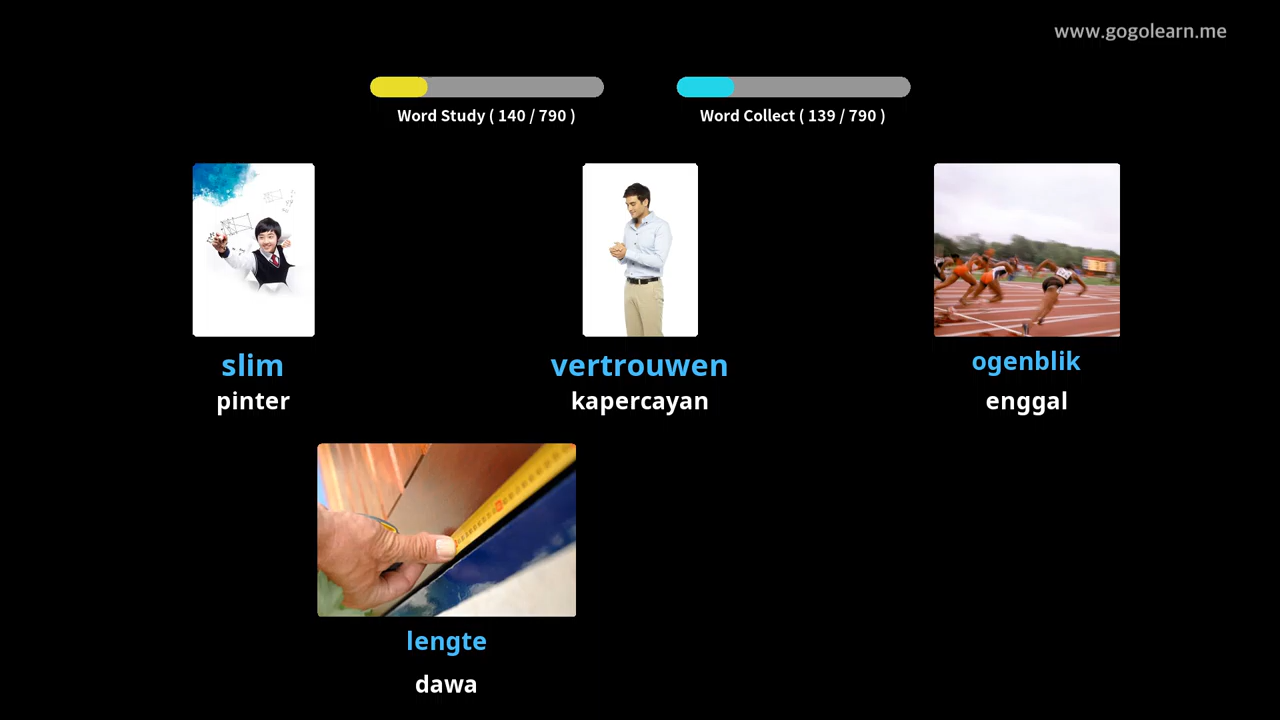 www.gogolearn.me
Word Study ( 140 / 790 )
Word Collect ( 139 / 790 )
slim
pinter
vertrouwen
kapercayan
ogenblik
enggal
lengte
dawa